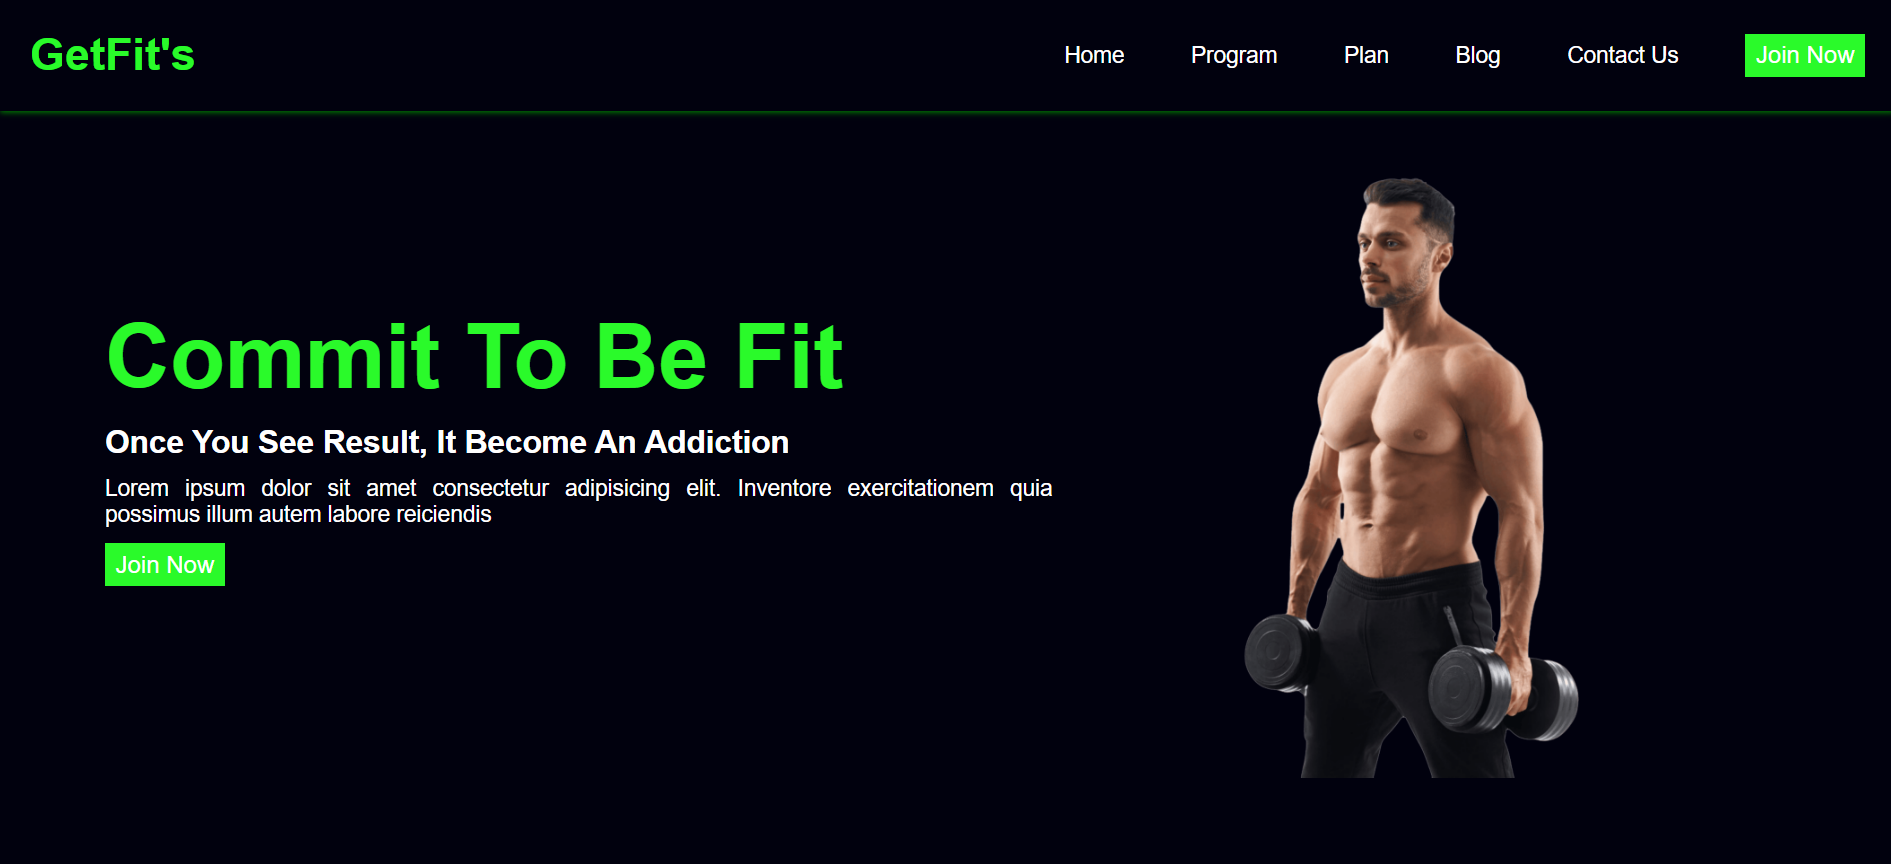 GetFit's
Home Program Plan Blog Contact Us Join Now
Commit To Be Fit
Once You See Result, It Become An Addiction
Lorem ipsum dolor sit amet consectetur adipisicing elit. Inventore exercitationem quia
possimus illum autem labore reiciendis
Join Now